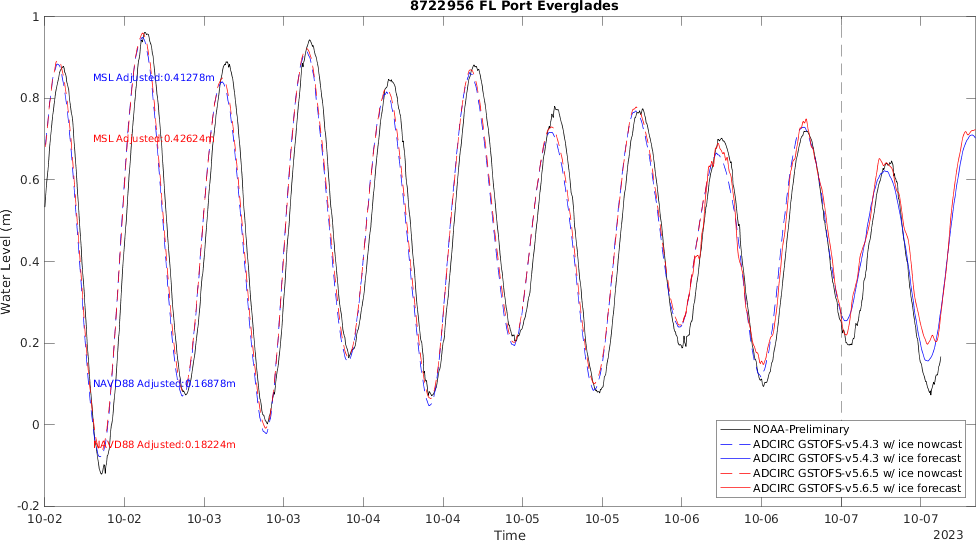 8722956 FL Port Everglades
1
MSL Adjusted:0.41278m
0.8
MSL Adjusted:0.42624m
0.6
Water Level (m)
0.4
0.2
NAVD88 Adjusted:0.16878m
0
NAVD88 Adjusted:0.18224m
NOAA-Preliminary
ADCIRC GSTOFS-v5.4.3 w/ ice nowcast
ADCIRC GSTOFS-v5.4.3 w/ ice forecast
ADCIRC GSTOFS-v5.6.5 w/ ice nowcast
ADCIRC GSTOFS-v5.6.5 w/ ice forecast
-0.2
10-02 10-02 10-03 10-03 10-04 10-04 10-05 10-05 10-06 10-06 10-07 10-07
Time
2023